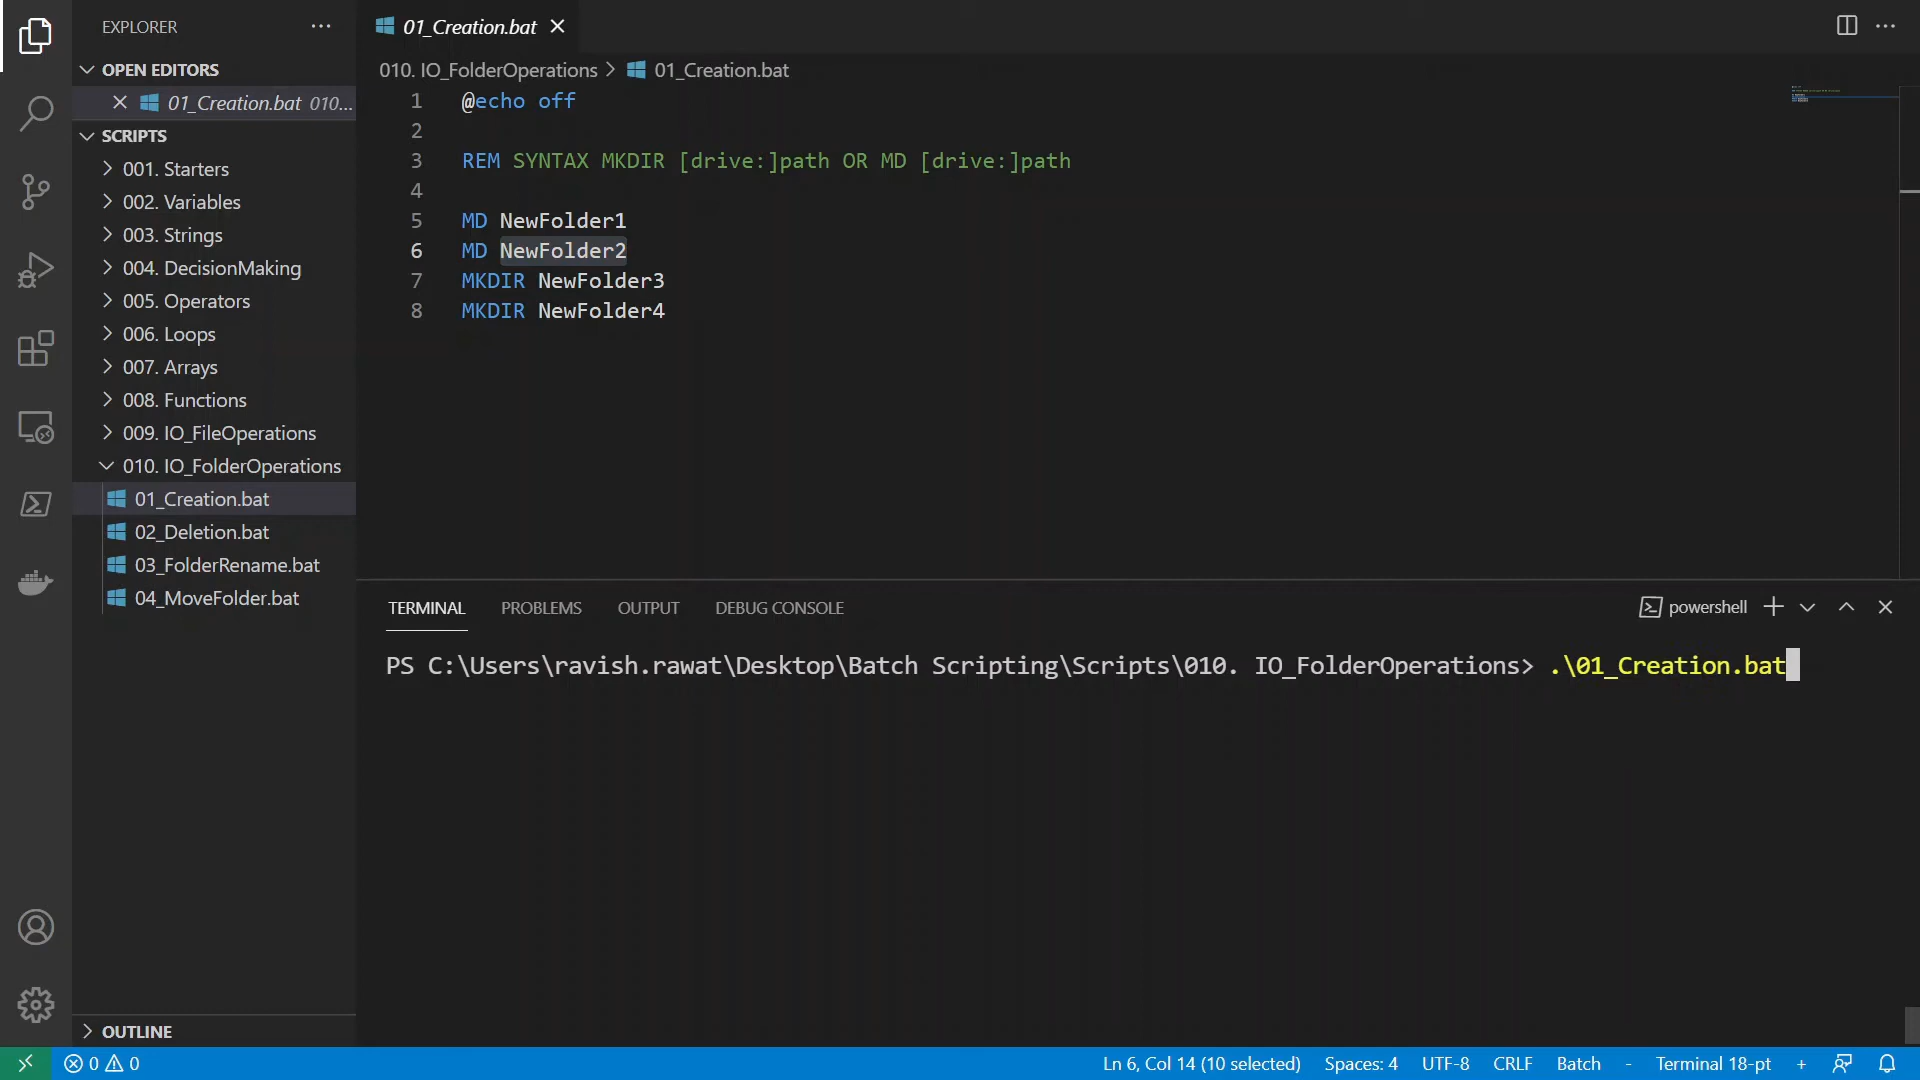 EXPLORER
OPEN EDITORS
01_Creation.bat 010...
SCRIPTS
001. Starters
002. Variables
003. Strings
004. DecisionMaking
005. Operators
006. Loops
007. Arrays
008. Functions
009. IO_FileOperations
010. IO_FolderOperations
01_Creation.bat
02_Deletion.bat
03_FolderRename.bat
04_MoveFolder.bat
OUTLINE
01_Creation.bat
010. IO_FolderOperations > 01_Creation.bat
1 @echo off
2
3 REM SYNTAX MKDIR [drive:]path OR MD [drive:]path
4
5 MD NewFolder1
6 MD NewFolder2
7 MKDIR NewFolder3
8 MKDIR NewFolder4
TERMINAL PROBLEMS OUTPUT DEBUG CONSOLE
powershell
PS C:\Users\ravish.rawat\Desktop\Batch Scripting\Scripts\010. IO_FolderOperations> .\01_Creation.bat
0 0
Ln 6, Col 14 (10 selected) Spaces: 4 UTF-8 CRLF Batch - Terminal 18-pt +